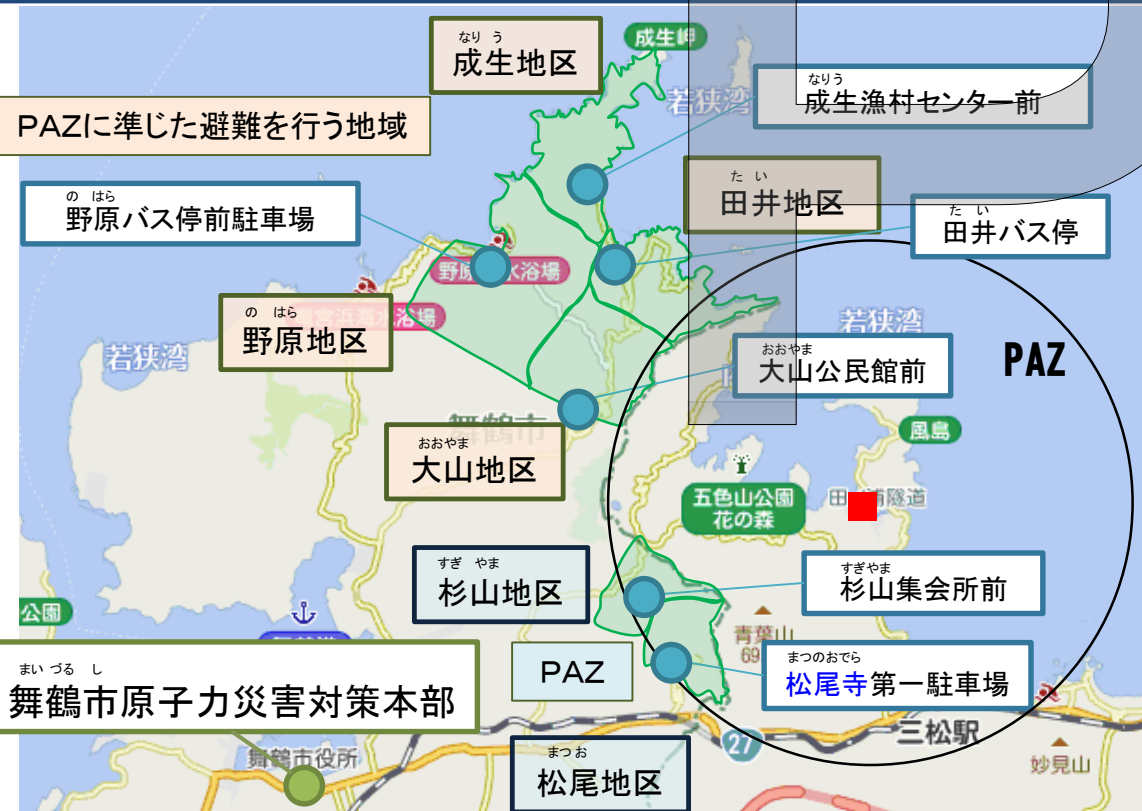 なりう
成生地区
成生岬
若狭湾
なりう
成生漁村センター前
PAZに準じた避難を行う地域
の はら
野原バス停前駐車場
たい
田井地区
たい
田井バス停
野原
水浴場
の はら
野原地区
浜海水浴場
若狭湾
若狭湾
おおやま
大山公民館前
PAZ
舞鶴市
おおやま
大山地区
風島
五色山公園
花の森
隧道
すぎ やま
杉山地区
すぎやま
杉山集会所前
公園
青葉山
69
まい づる し
舞鶴市原子力災害対策本部
PAZ
まつのおでら
松尾寺第一駐車場
27
三松駅
舞鶴市役所
まつお
松尾地区
妙見山